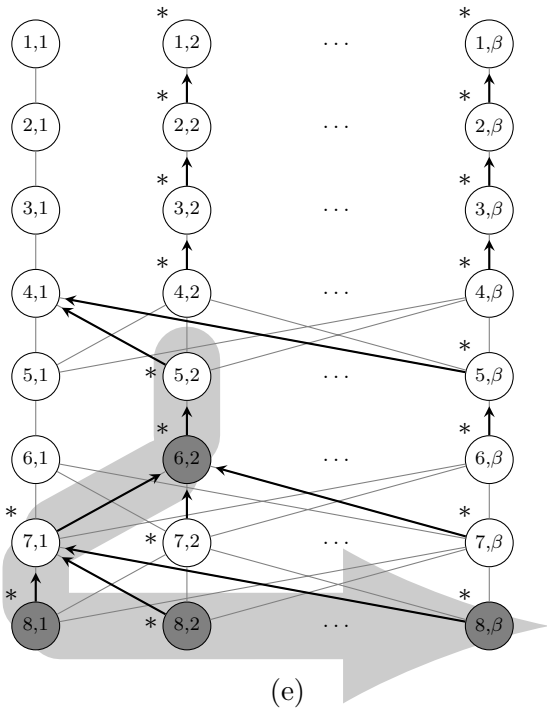 * *
1,1 1,2 ... 1,β
* *
2,1 2,2 ... 2,β
* *
3,1 3,2 ... 3,β
* *
4,1 4,2 ... 4,β
*
5,1 * 5,2 ... 5,β
* *
6,1 6,2 ... 6,β
* *
7,1 * 7,2 ... 7,β
* *
8,1 * 8,2 ... 8,β
(e)